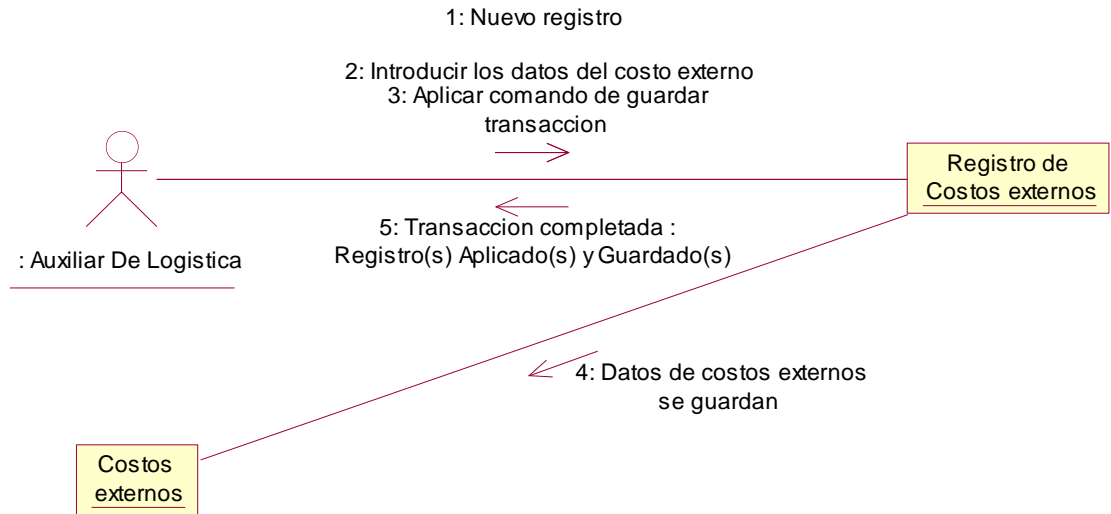 1: Nuevo registro
2: Introducir los datos del costo externo
3: Aplicar comando de guardar
transaccion
Registro de
Costos externos
5: Transaccion completada :
Registro(s) Aplicado(s) y Guardado(s)
: Auxiliar De Logistica
4: Datos de costos externos
se guardan
Costos
externos